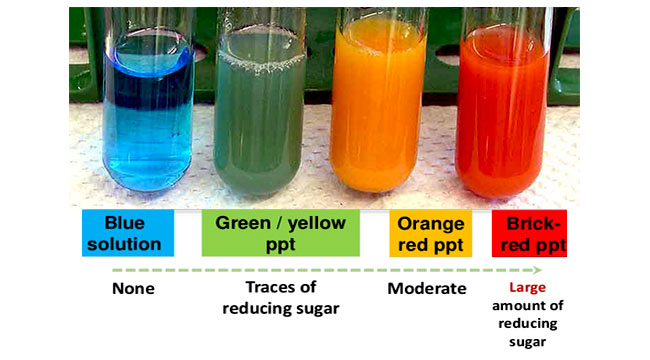 Blue
solution
Green / yellow
ppt
Orange
red ppt
Brick-
red ppt
None
Traces of
reducing sugar
Moderate
Large
amount of
reducing
sugar